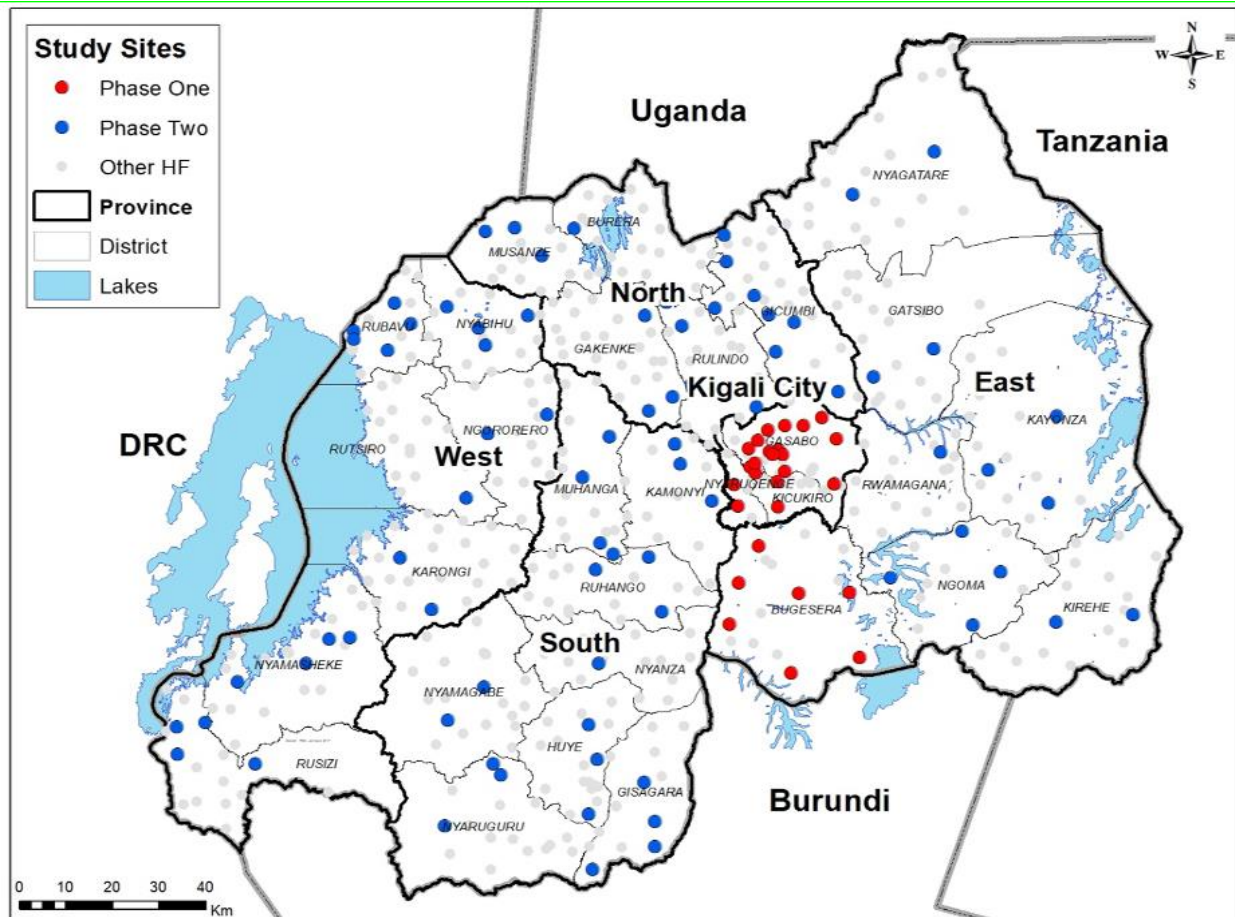 Study Sites
Phase One
Phase Two
Other HF
Province
District
Lakes
N
W E
S
Uganda
Tanzania
NYAGATARE
BURERA
MUSANZE
North
GICUMBI
RUBAVU
NYABIHU
GATSIBO
GAKENKE
RULINDO
Kigali City
East
KAYONZA
DRC
RUTSIRO
NGORORERO
West
GASABO
MUHANGA
KAMONYI
NYARUGENGE
KICUKIRO
RWAMAGANA
KARONGI
RUHANGO
BUGESERA
NGOMA
KIREHE
South
NYAMASHEKE
NYANZA
NYAMAGABE
HUYE
RUSIZI
GISAGARA
Burundi
NYARUGURU
0 5 10 20 30 40
Km